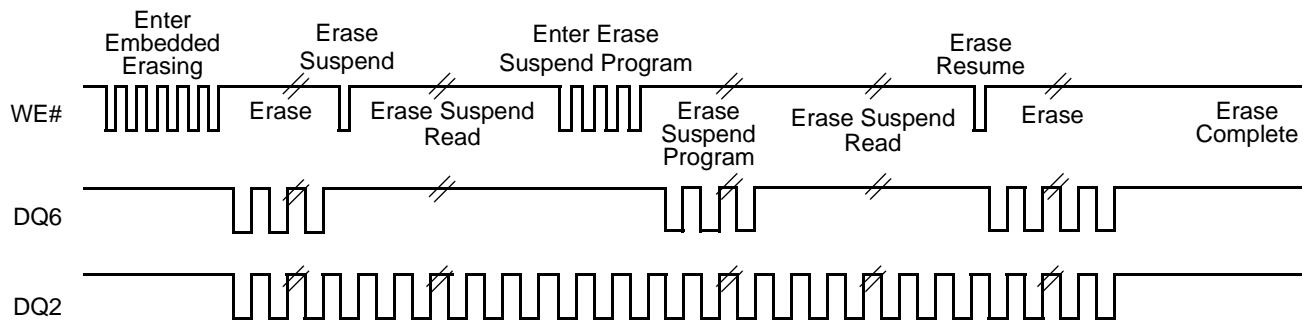 Enter
Embedded
Erasing
Erase
Suspend
Enter Erase
Suspend Program
Erase
Resume
WE#
Erase
Erase Suspend
Read
Erase
Suspend
Program
Erase Suspend
Read
Erase
Erase
Complete
DQ6
DQ2